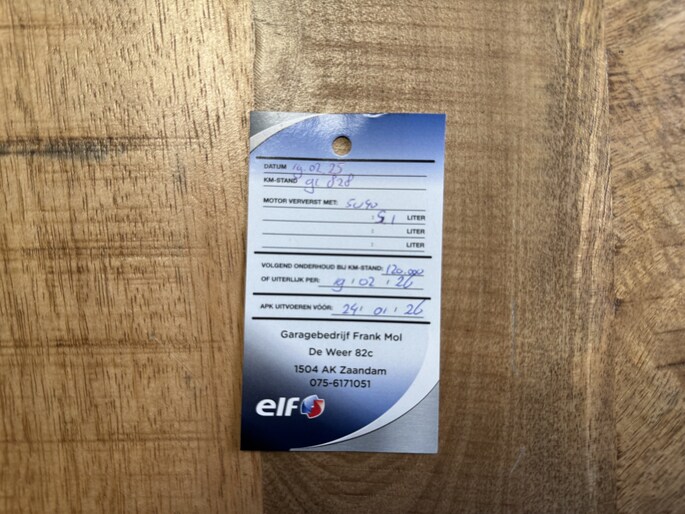 DATUM 19.02.25
KM-STAND 91 828
MOTOR VERVERST MET: 5W40
: 5,1 LITER
: LITER
: LITER
VOLGEND ONDERHOUD BIJ KM-STAND: 120.000
OF UITERLIJK PER: 19 : 02 : 26
APK UITVOEREN VÓÓR: 24 : 01 : 26
Garagebedrijf Frank Mol
De Weer 82c
1504 AK Zaandam
075-6171051
elf